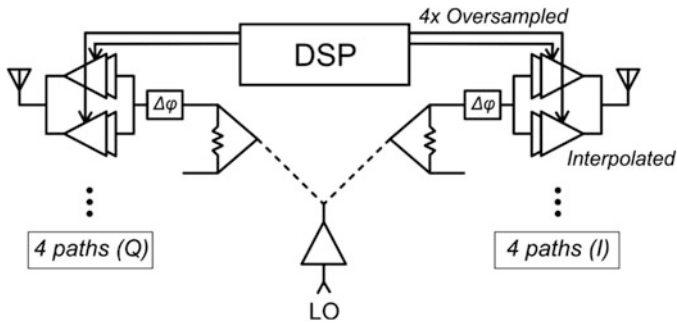 4x Oversampled
DSP
Δφ
Δφ
Interpolated
4 paths (Q)
4 paths (I)
LO